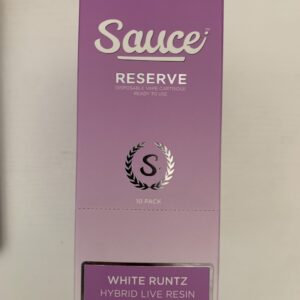 Sauce
RESERVE
DISPOSABLE VAPE CARTRIDGE
READY TO USE
S
10 PACK
WHITE RUNTZ
HYBRID LIVE RESIN